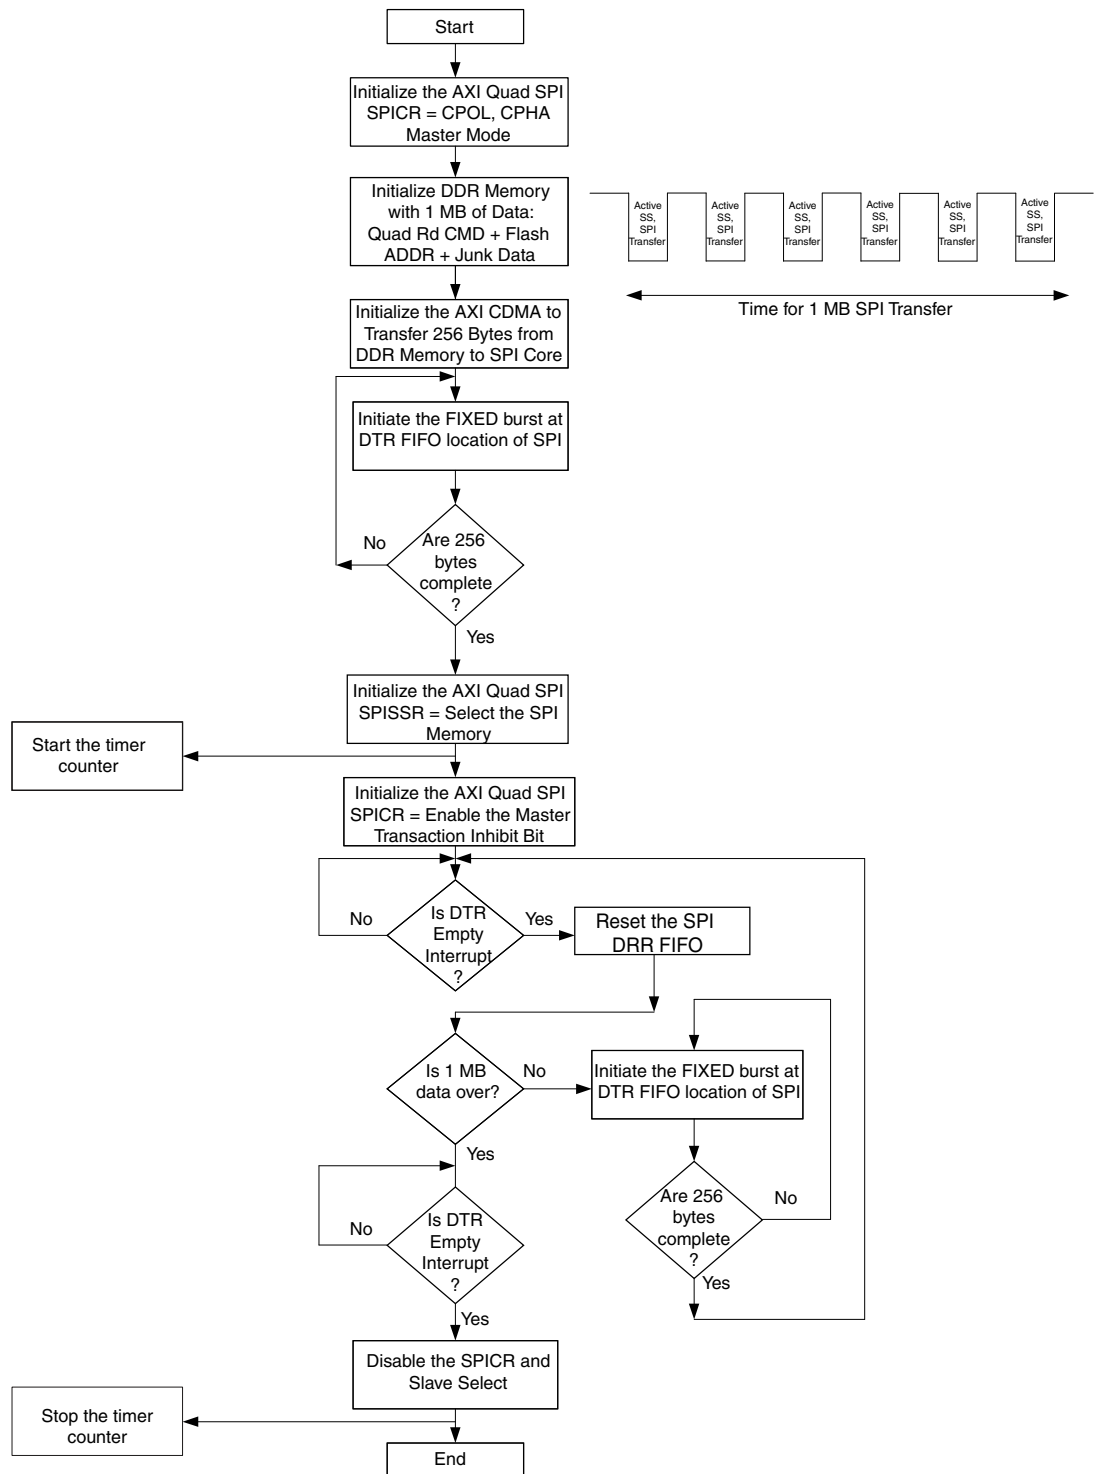 Start
Initialize the AXI Quad SPI
SPICR = CPOL, CPHA
Master Mode
Initialize DDR Memory
with 1 MB of Data:
Quad Rd CMD + Flash
ADDR + Junk Data
Active
SS,
SPI
Transfer
Active
SS,
SPI
Transfer
Active
SS,
SPI
Transfer
Active
SS,
SPI
Transfer
Active
SS,
SPI
Transfer
Active
SS,
SPI
Transfer
Time for 1 MB SPI Transfer
Initialize the AXI CDMA to
Transfer 256 Bytes from
DDR Memory to SPI Core
Initiate the FIXED burst at
DTR FIFO location of SPI
No
Are 256
bytes
complete
?
Yes
Initialize the AXI Quad SPI
SPISSR = Select the SPI
Memory
Start the timer
counter
Initialize the AXI Quad SPI
SPICR = Enable the Master
Transaction Inhibit Bit
No
Is DTR
Empty
Interrupt
?
Yes
Reset the SPI
DRR FIFO
Is 1 MB
data over?
No
Initiate the FIXED burst at
DTR FIFO location of SPI
Yes
Are 256
bytes
complete
?
No
Yes
No
Is DTR
Empty
Interrupt
?
Yes
Disable the SPICR and
Slave Select
Stop the timer
counter
End